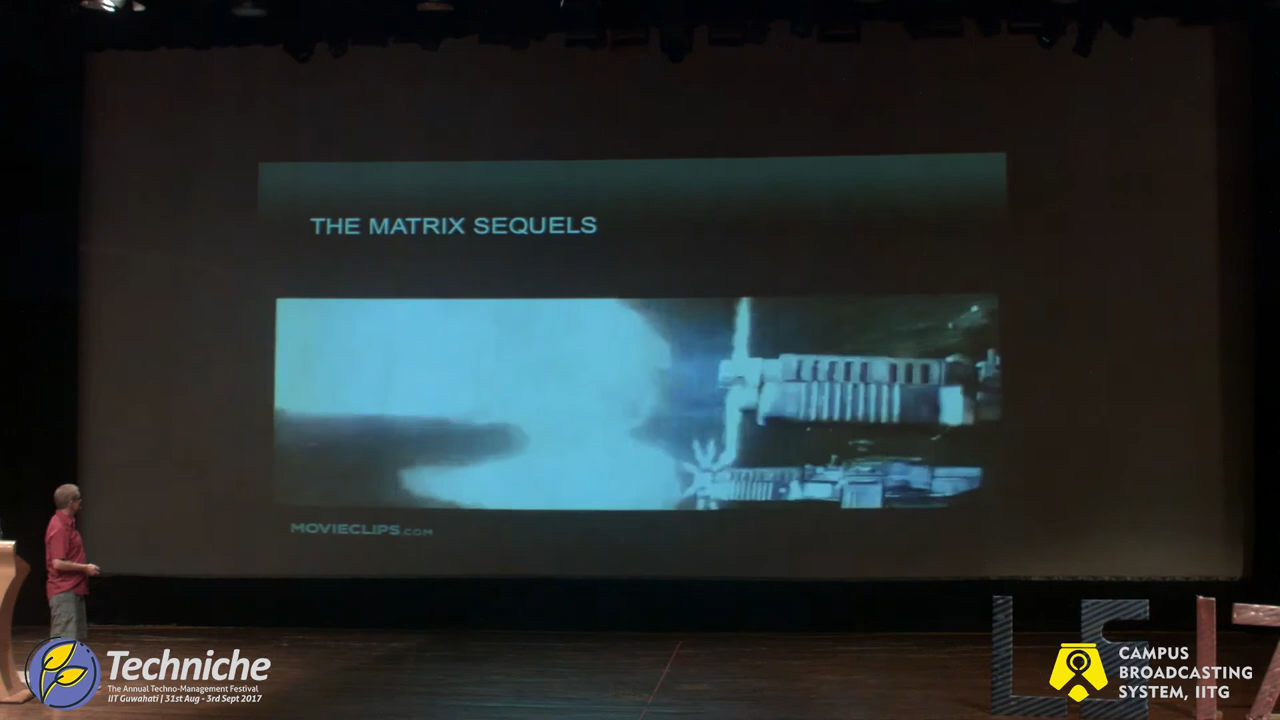 THE MATRIX SEQUELS
MOVIECLIPS.COM
Techniche
The Annual Techno-Management Festival
IIT Guwahati | 31st Aug - 3rd Sept 2017
CAMPUS
BROADCASTING
SYSTEM, IITG